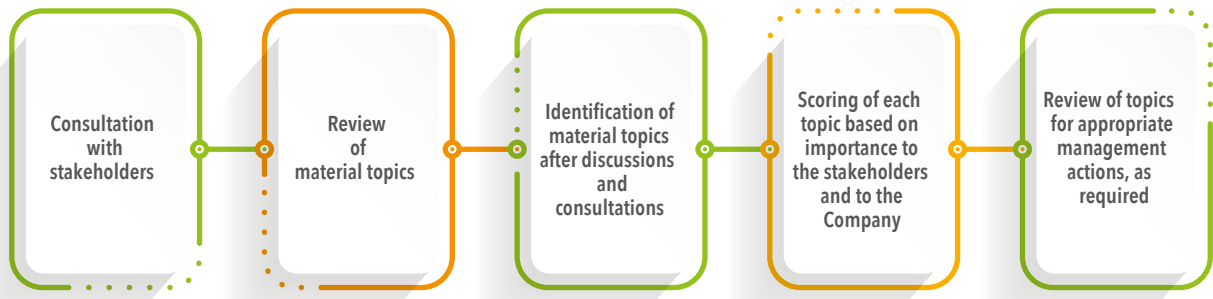 Consultation
with
stakeholders
Review
of
material topics
Identification of
material topics
after discussions
and
consultations
Scoring of each
topic based on
importance to
the stakeholders
and to the
Company
Review of topics
for appropriate
management
actions, as
required